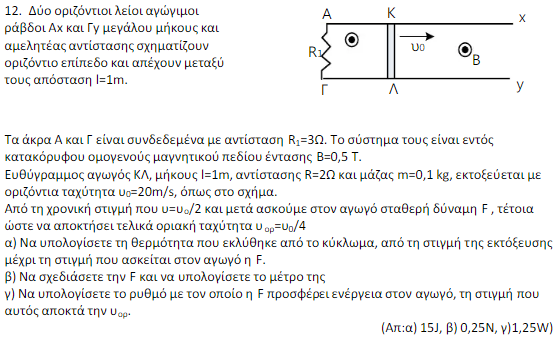 12. Δύο οριζόντιοι λείοι αγώγιμοι
ράβδοι Αx και Γy μεγάλου μήκους και
αμελητέας αντίστασης σχηματίζουν
οριζόντιο επίπεδο και απέχουν μεταξύ
τους απόσταση l=1m.
Α
Κ
x
R1
υ0
B
Γ
Λ
y
Τα άκρα Α και Γ είναι συνδεδεμένα με αντίσταση R1=3Ω. Το σύστημα τους είναι εντός
κατακόρυφου ομογενούς μαγνητικού πεδίου έντασης Β=0,5 Τ.
Ευθύγραμμος αγωγός ΚΛ, μήκους l=1m, αντίστασης R=2Ω και μάζας m=0,1 kg, εκτοξεύεται με
οριζόντια ταχύτητα υ0=20m/s, όπως στο σχήμα.
Από τη χρονική στιγμή που υ=υο/2 και μετά ασκούμε στον αγωγό σταθερή δύναμη F , τέτοια
ώστε να αποκτήσει τελικά οριακή ταχύτητα υορ=υ0/4
α) Να υπολογίσετε τη θερμότητα που εκλύθηκε από το κύκλωμα, από τη στιγμή της εκτόξευσης
μέχρι τη στιγμή που ασκείται στον αγωγό η F.
β) Να σχεδιάσετε την F και να υπολογίσετε το μέτρο της
γ) Να υπολογίσετε το ρυθμό με τον οποίο η F προσφέρει ενέργεια στον αγωγό, τη στιγμή που
αυτός αποκτά την υορ.
(Απ:α) 15J, β) 0,25Ν, γ)1,25W)